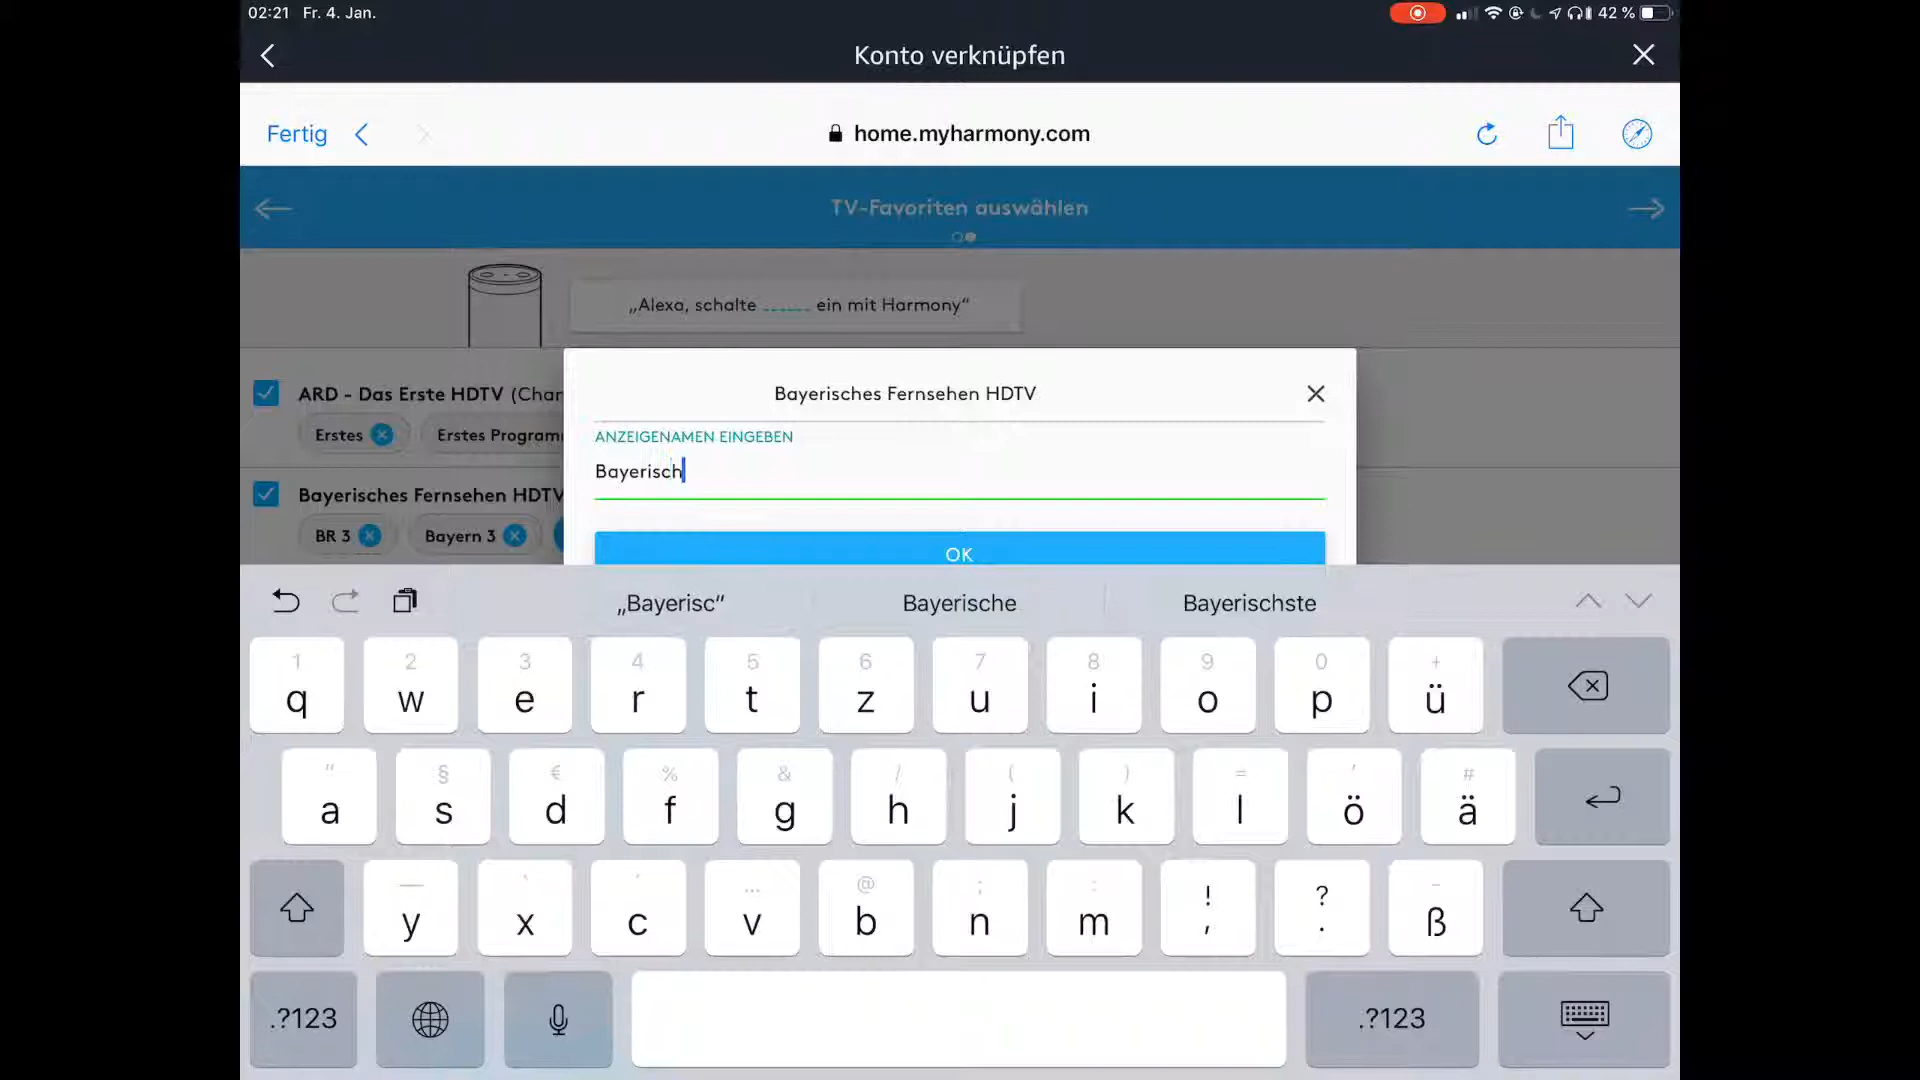 02:21 Fr. 4. Jan.
42 %
Konto verknüpfen
Fertig
home.myharmony.com
TV-Favoriten auswählen
„Alexa, schalte ...... ein mit Harmony“
ARD - Das Erste HDTV (Chan
Erstes Erstes Program
Bayerisches Fernsehen HDTV
BR 3 Bayern 3
Bayerisches Fernsehen HDTV
ANZEIGENAMEN EINGEBEN
Bayerisch
OK
„Bayerisc“ Bayerische Bayerischste
1 2 3 4 5 6 7 8 9 0 +
q w e r t z u i o p ü
" § € % & / ( ) = ' #
a s d f g h j k l ö ä
— ` ´ ... @ ; : ! ? -
y x c v b n m , . ß
.?123 .?123